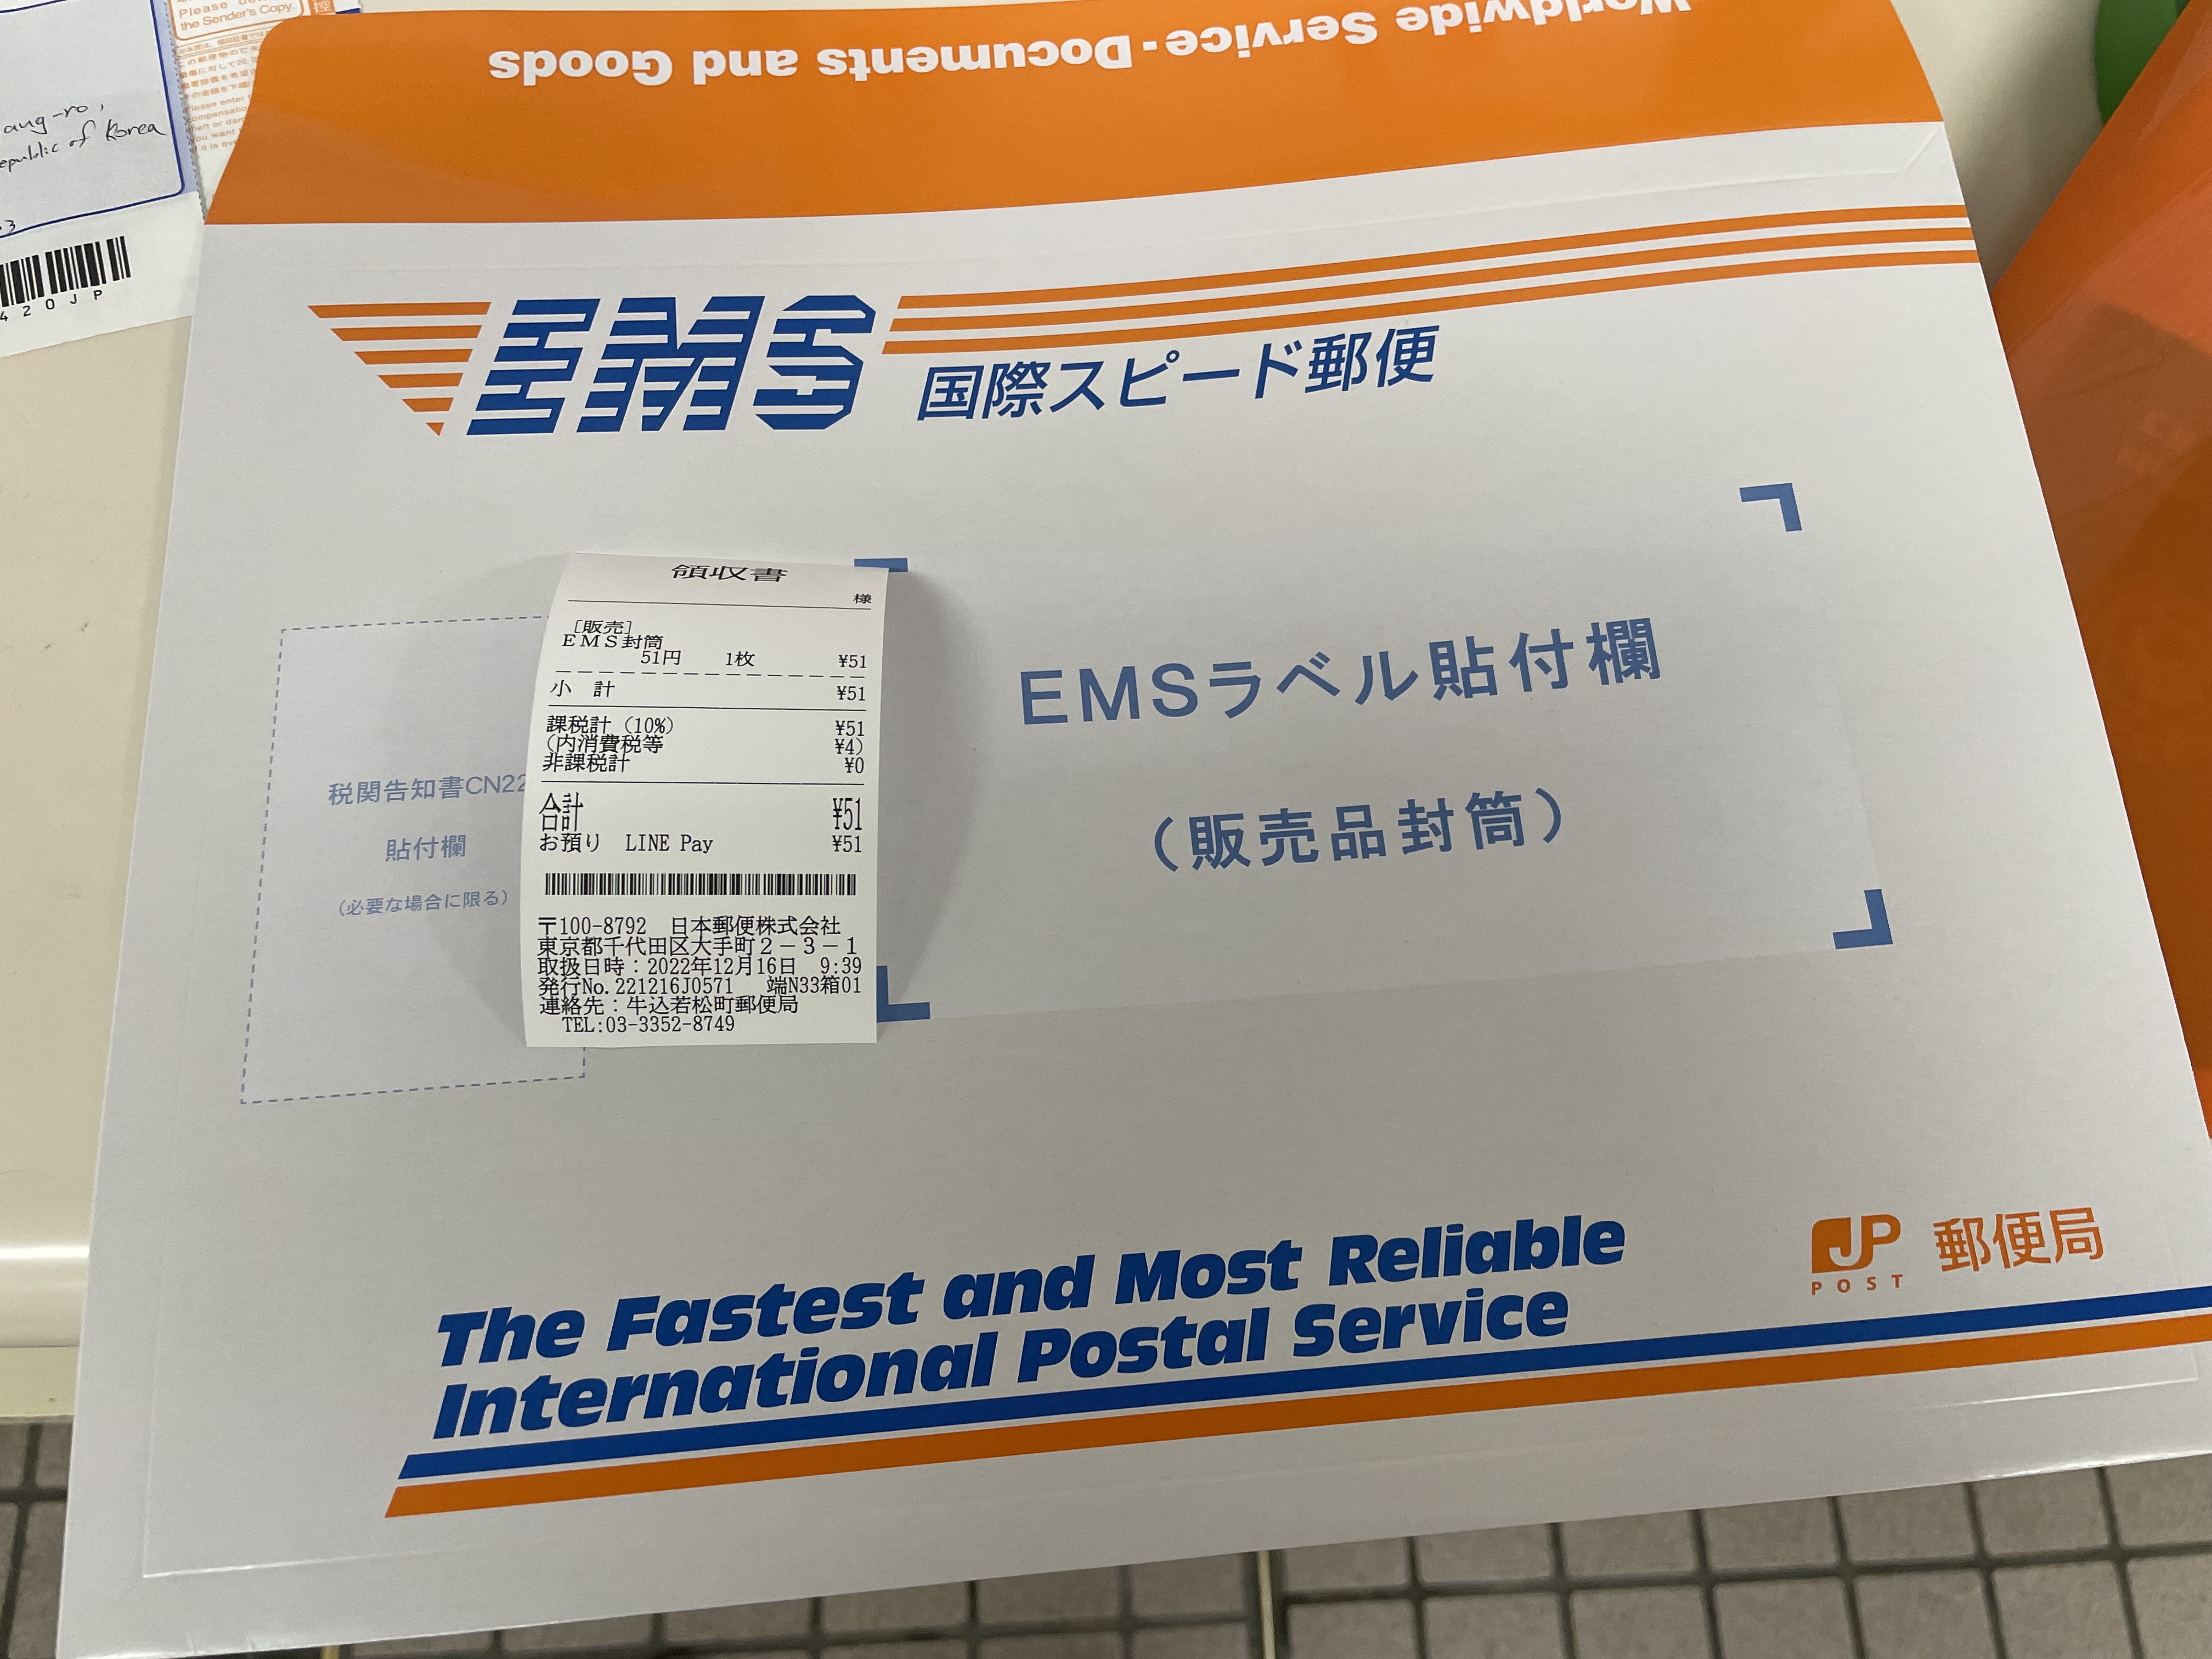 Please
the Sender's Copy.
控
aug-ro,
epublic of Korea
420JP
Worldwide Service・Documents and Goods
EMS 国際スピード郵便
領収書
様
[販売]
EMS封筒
51円 1枚 ¥51
小 計 ¥51
課税計(10%) ¥51
(内消費税等 ¥4)
非課税計 ¥0
合計 ¥51
お預り LINE Pay ¥51
〒100-8792 日本郵便株式会社
東京都千代田区大手町2-3-1
取扱日時:2022年12月16日 9:39
発行No.221216J0571 端N33箱01
連絡先:牛込若松町郵便局
TEL:03-3352-8749
税関告知書CN22
貼付欄
(必要な場合に限る)
EMSラベル貼付欄
(販売品封筒)
The Fastest and Most Reliable
International Postal Service
JP
POST
郵便局